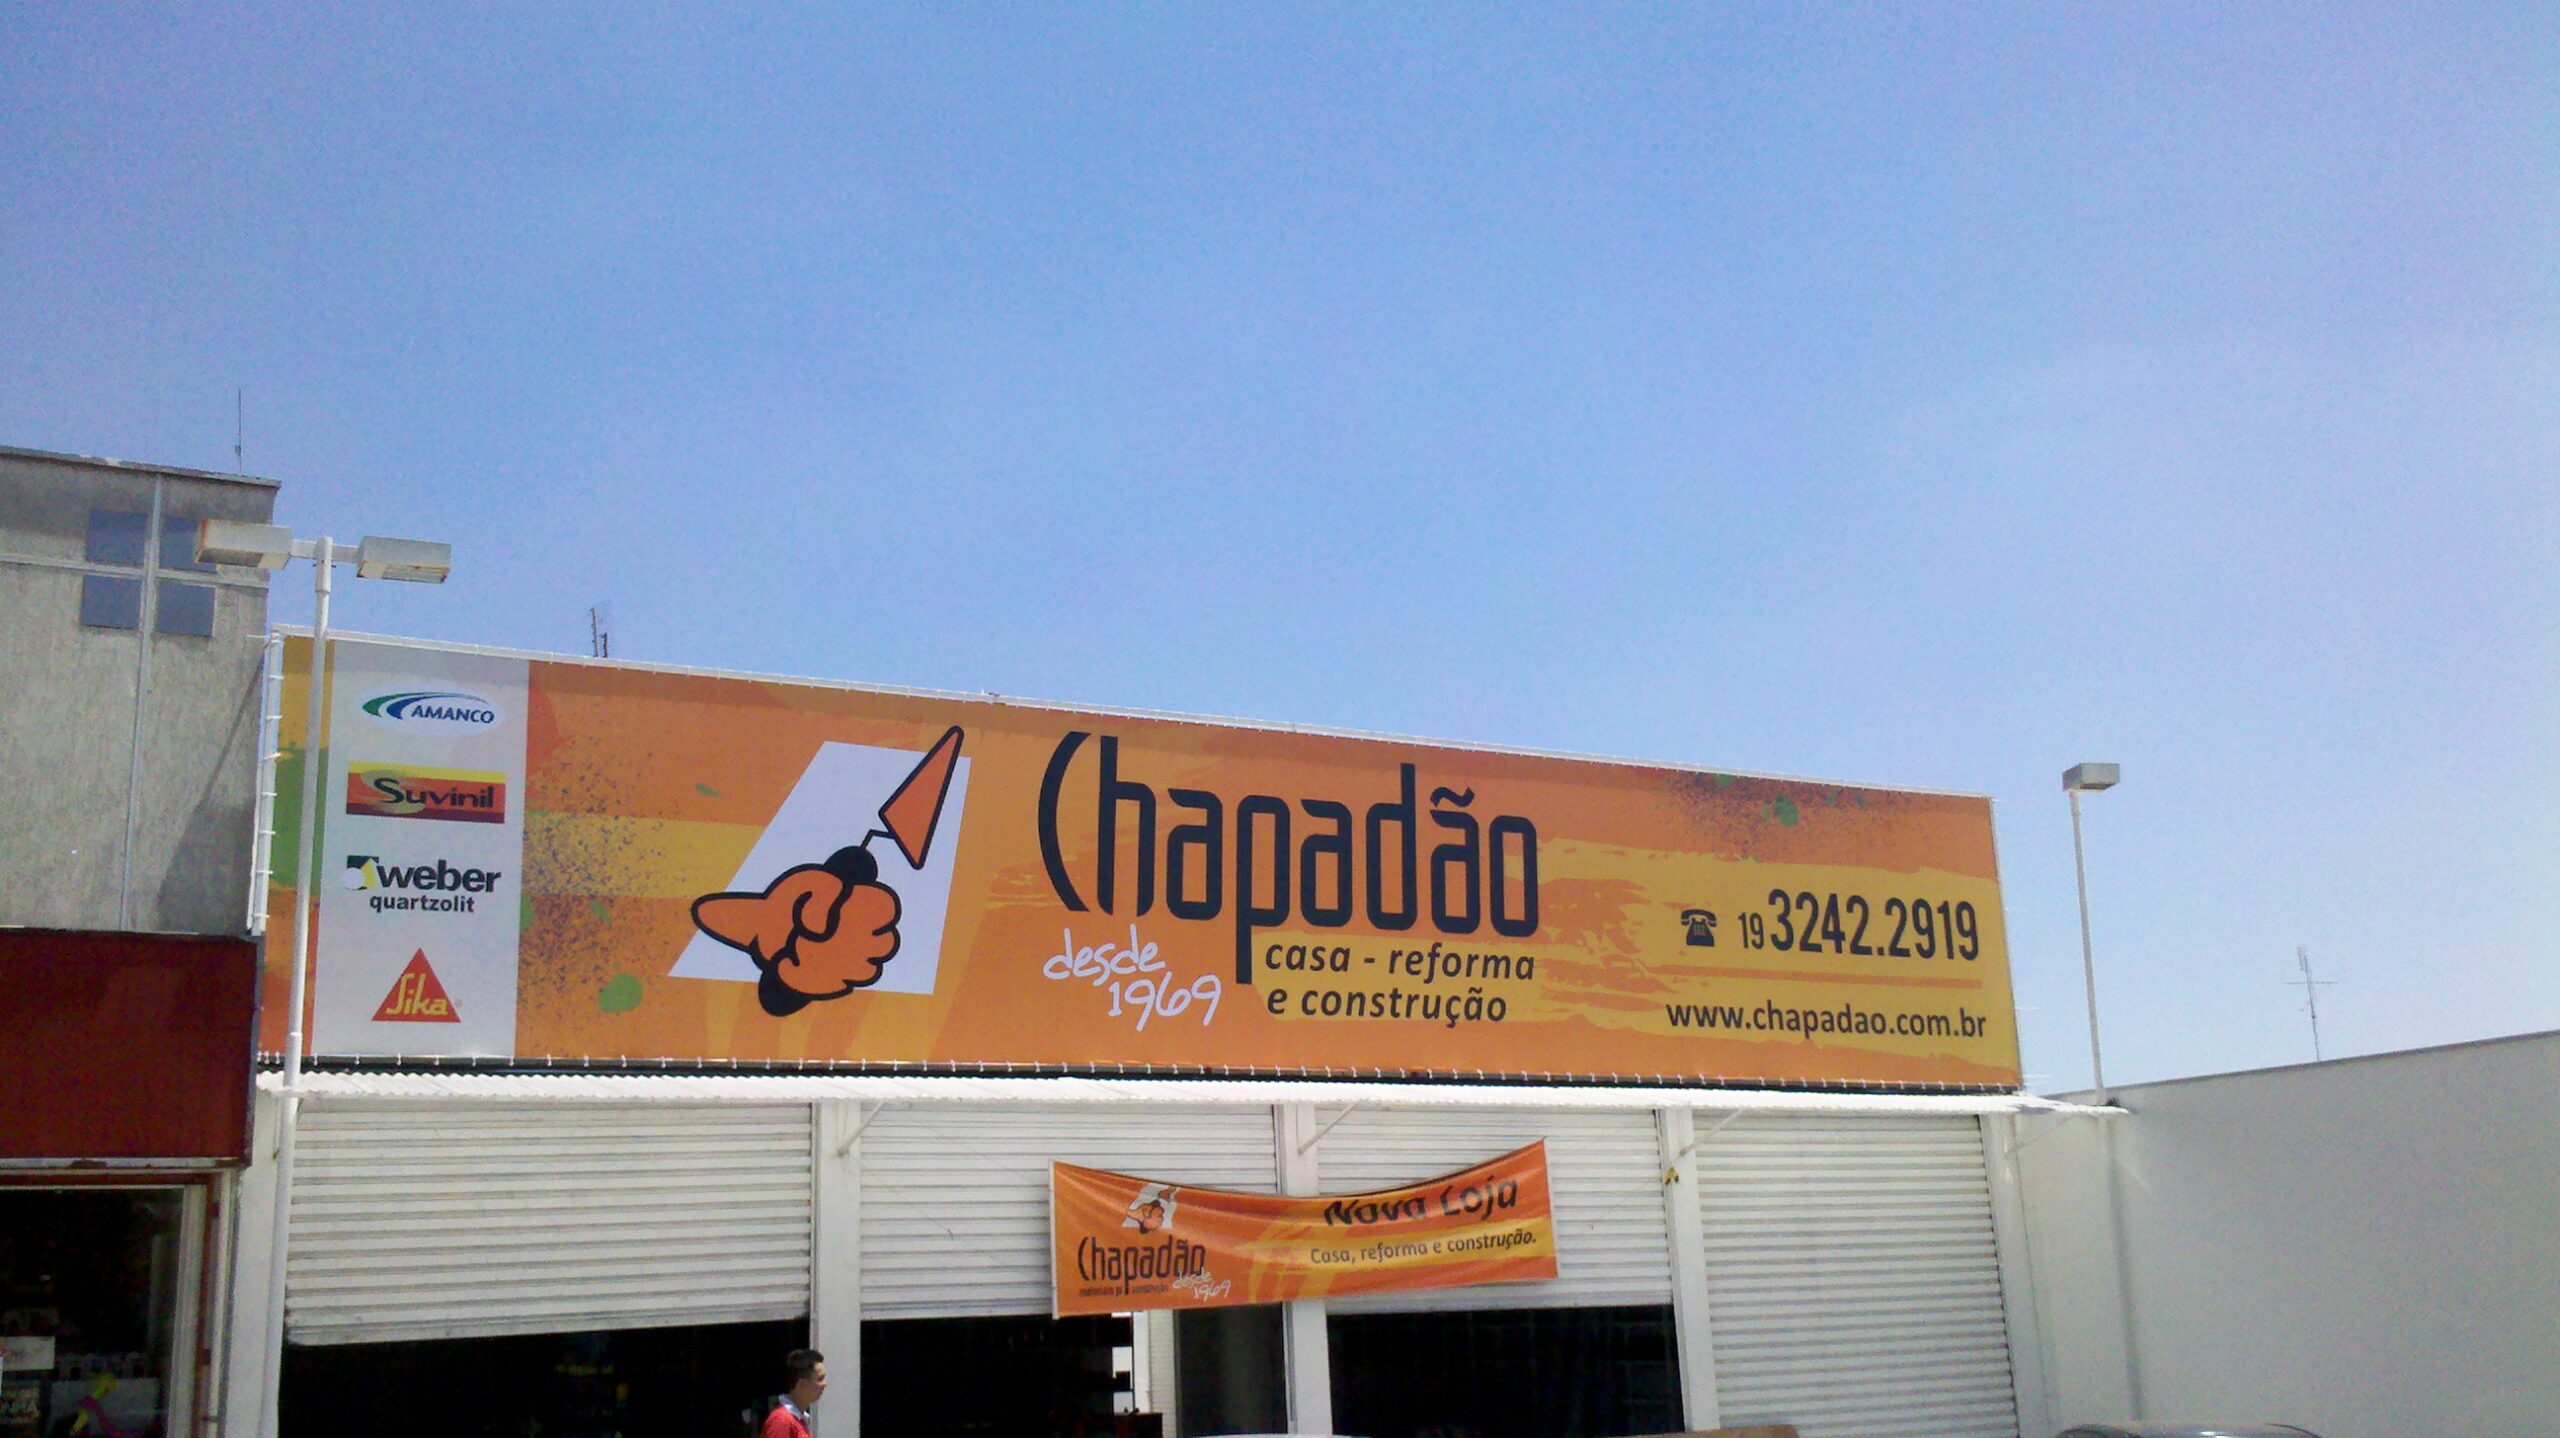 AMANCO
Suvinil
weber
quartzolit
Sika
Chapadão
desde
1969
casa - reforma
e construção
19 3242.2919
www.chapadao.com.br
Nova Loja
Casa, reforma e construção.
Chapadão
desde
1969